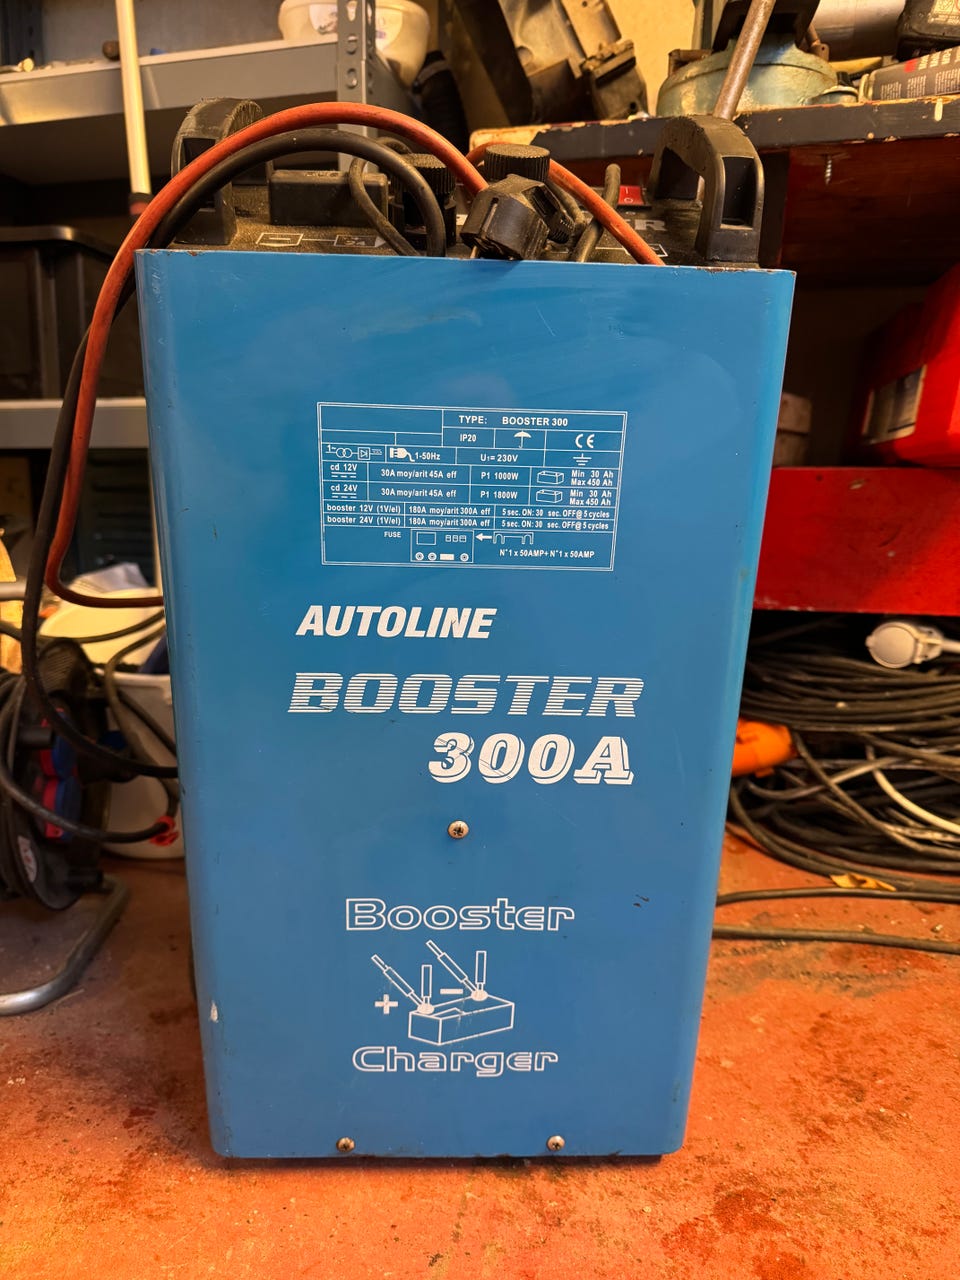 TYPE: BOOSTER 300
IP20 CE
1~ 1-50Hz U1= 230V
cd 12V 30A moy/arit 45A eff P1 1000W Min 30 Ah Max 450 Ah
cd 24V 30A moy/arit 45A eff P1 1800W Min 30 Ah Max 450 Ah
booster 12V (1V/el) 180A moy/arit 300A eff 5 sec. ON: 30 sec. OFF@ 5 cycles
booster 24V (1V/el) 180A moy/arit 300A eff 5 sec. ON: 30 sec. OFF@ 5 cycles
FUSE
N°1 x 50AMP+ N°1 x 50AMP
AUTOLINE
BOOSTER
300A
Booster
+ −
Charger